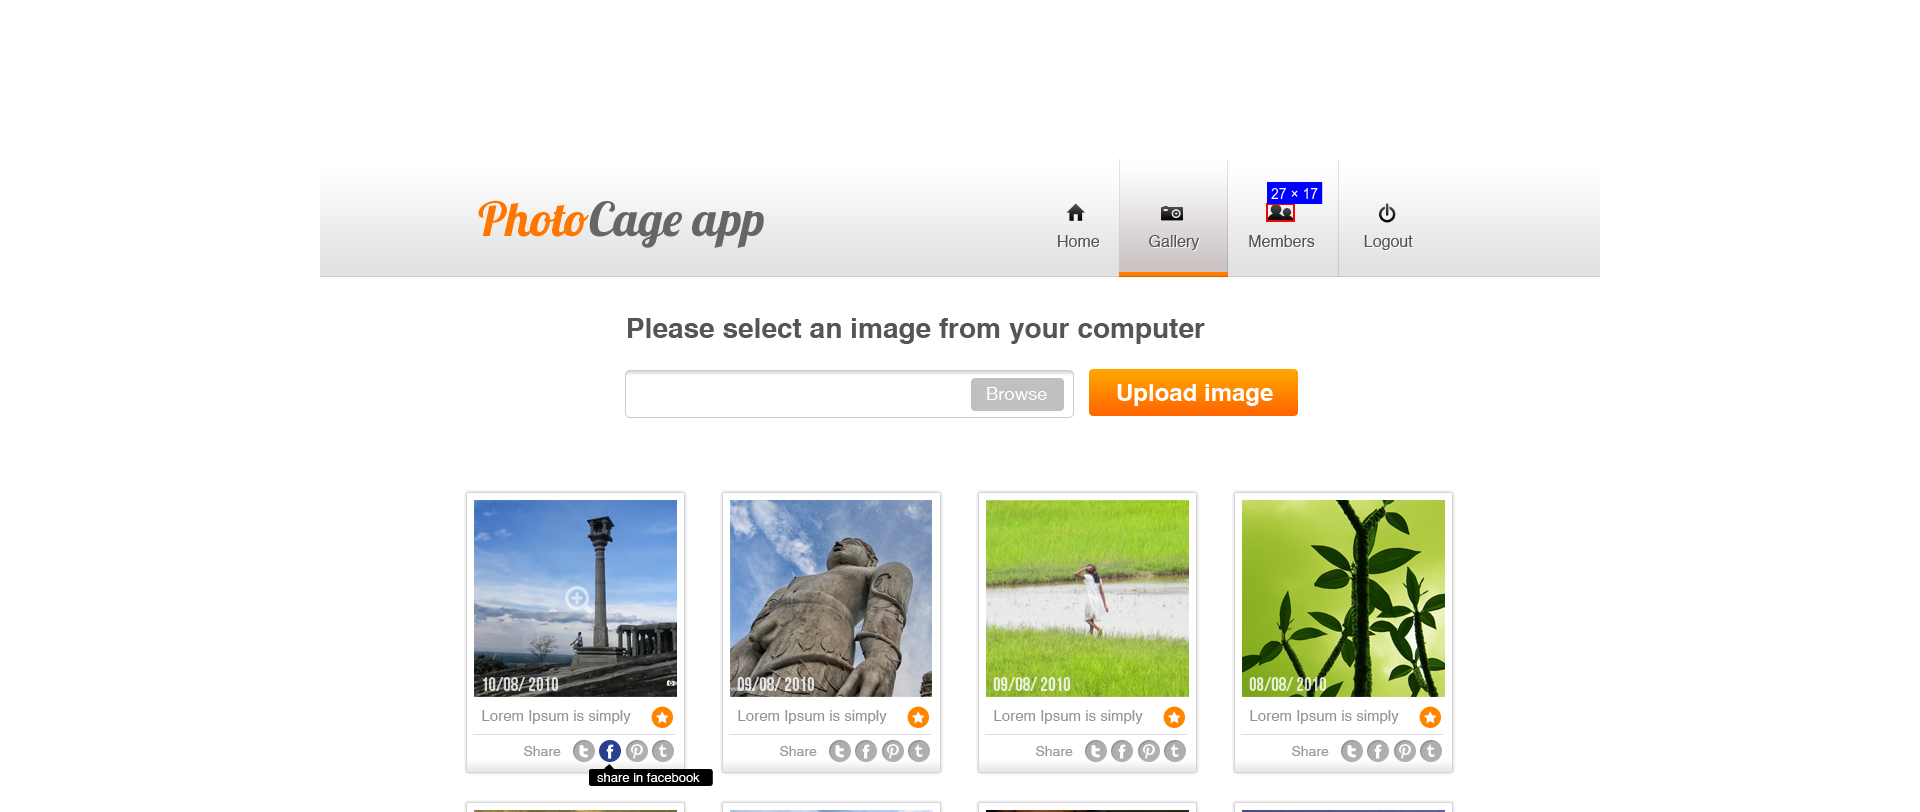 27 × 17
PhotoCage app
Home
Gallery
Members
Logout
Please select an image from your computer
Browse
Upload image
10/08/ 2010
09/08/ 2010
09/08/ 2010
08/08/ 2010
Lorem Ipsum is simply
Lorem Ipsum is simply
Lorem Ipsum is simply
Lorem Ipsum is simply
Share
Share
Share
Share
share in facebook